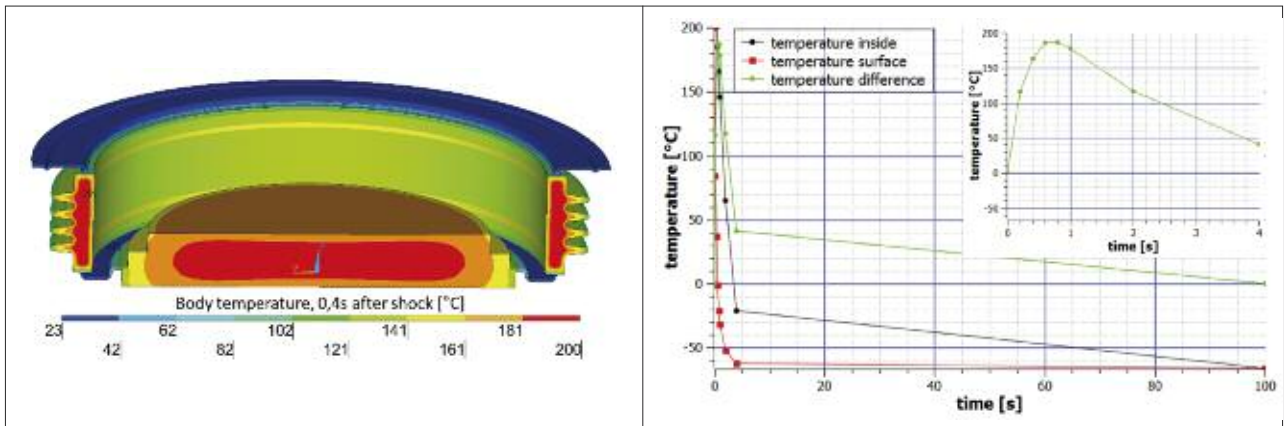 Body temperature, 0,4s after shock [°C]
23 62 102 141 181
42 82 121 161 200
200
150
100
50
0
-50
temperature [°C]
temperature inside
temperature surface
temperature difference
0 20 40 60 80 100
time [s]
200
150
100
50
0
-50
temperature [°C]
0 1 2 3 4
time [s]